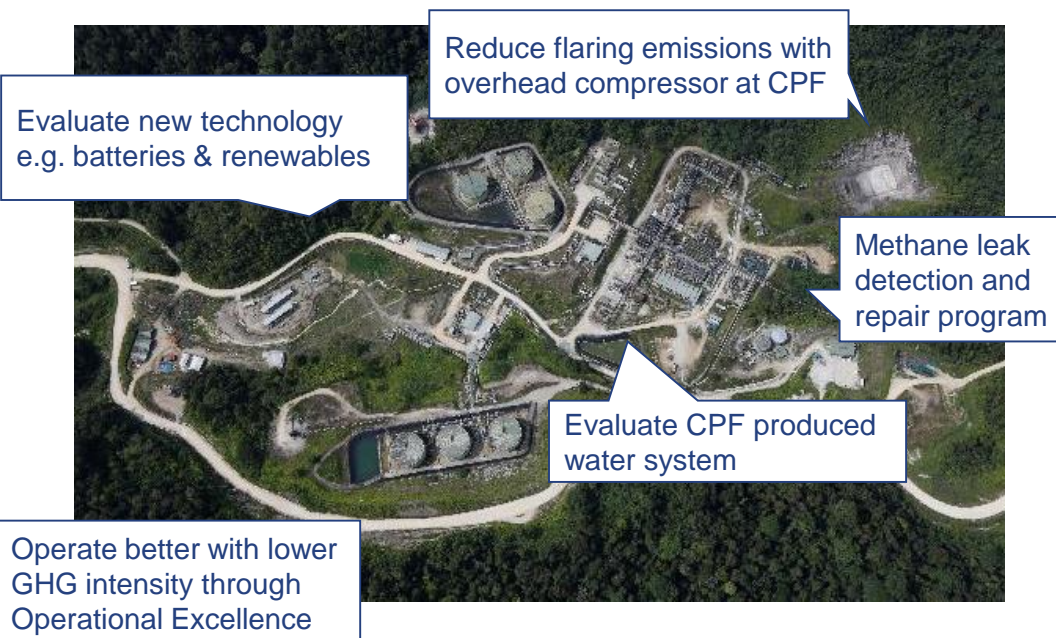 Reduce flaring emissions with
overhead compressor at CPF
Evaluate new technology
e.g. batteries & renewables
Methane leak
detection and
repair program
Evaluate CPF produced
water system
Operate better with lower
GHG intensity through
Operational Excellence